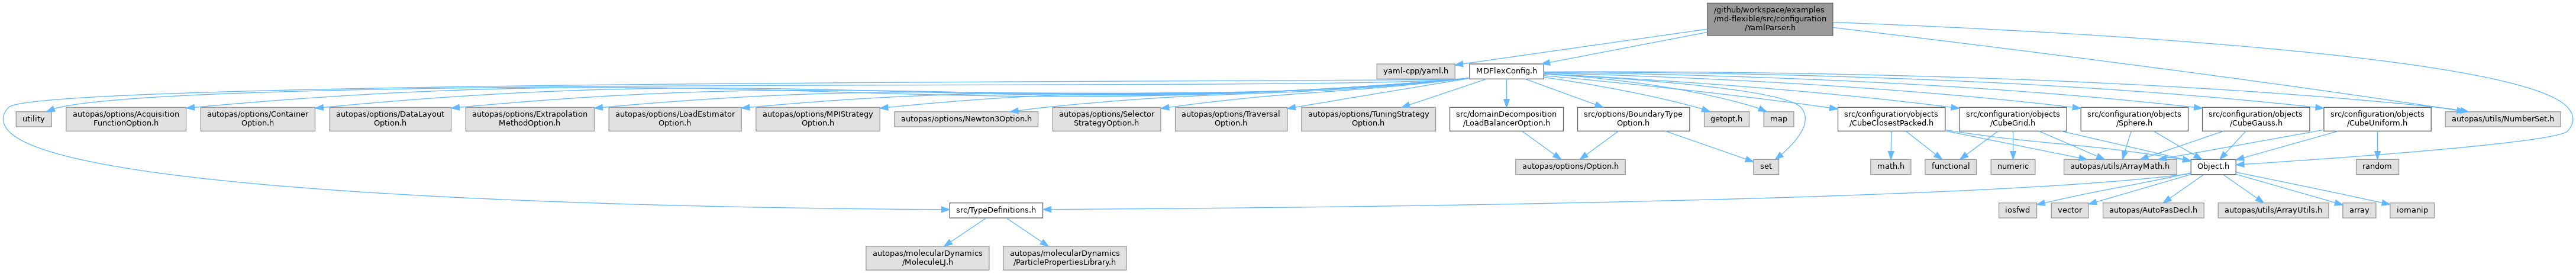 /github/workspace/examples
/md-flexible/src/configuration
/YamlParser.h
yaml-cpp/yaml.h
MDFlexConfig.h
utility
autopas/options/Acquisition
FunctionOption.h
autopas/options/Container
Option.h
autopas/options/DataLayout
Option.h
autopas/options/Extrapolation
MethodOption.h
autopas/options/LoadEstimator
Option.h
autopas/options/MPIStrategy
Option.h
autopas/options/Newton3Option.h
autopas/options/Selector
StrategyOption.h
autopas/options/Traversal
Option.h
autopas/options/TuningStrategy
Option.h
src/domainDecomposition
/LoadBalancerOption.h
src/options/BoundaryType
Option.h
getopt.h
map
src/configuration/objects
/CubeClosestPacked.h
src/configuration/objects
/CubeGrid.h
src/configuration/objects
/Sphere.h
src/configuration/objects
/CubeGauss.h
src/configuration/objects
/CubeUniform.h
autopas/utils/NumberSet.h
autopas/options/Option.h
set
math.h
functional
numeric
autopas/utils/ArrayMath.h
Object.h
random
src/TypeDefinitions.h
iosfwd
vector
autopas/AutoPasDecl.h
autopas/utils/ArrayUtils.h
array
iomanip
autopas/molecularDynamics
/MoleculeLJ.h
autopas/molecularDynamics
/ParticlePropertiesLibrary.h